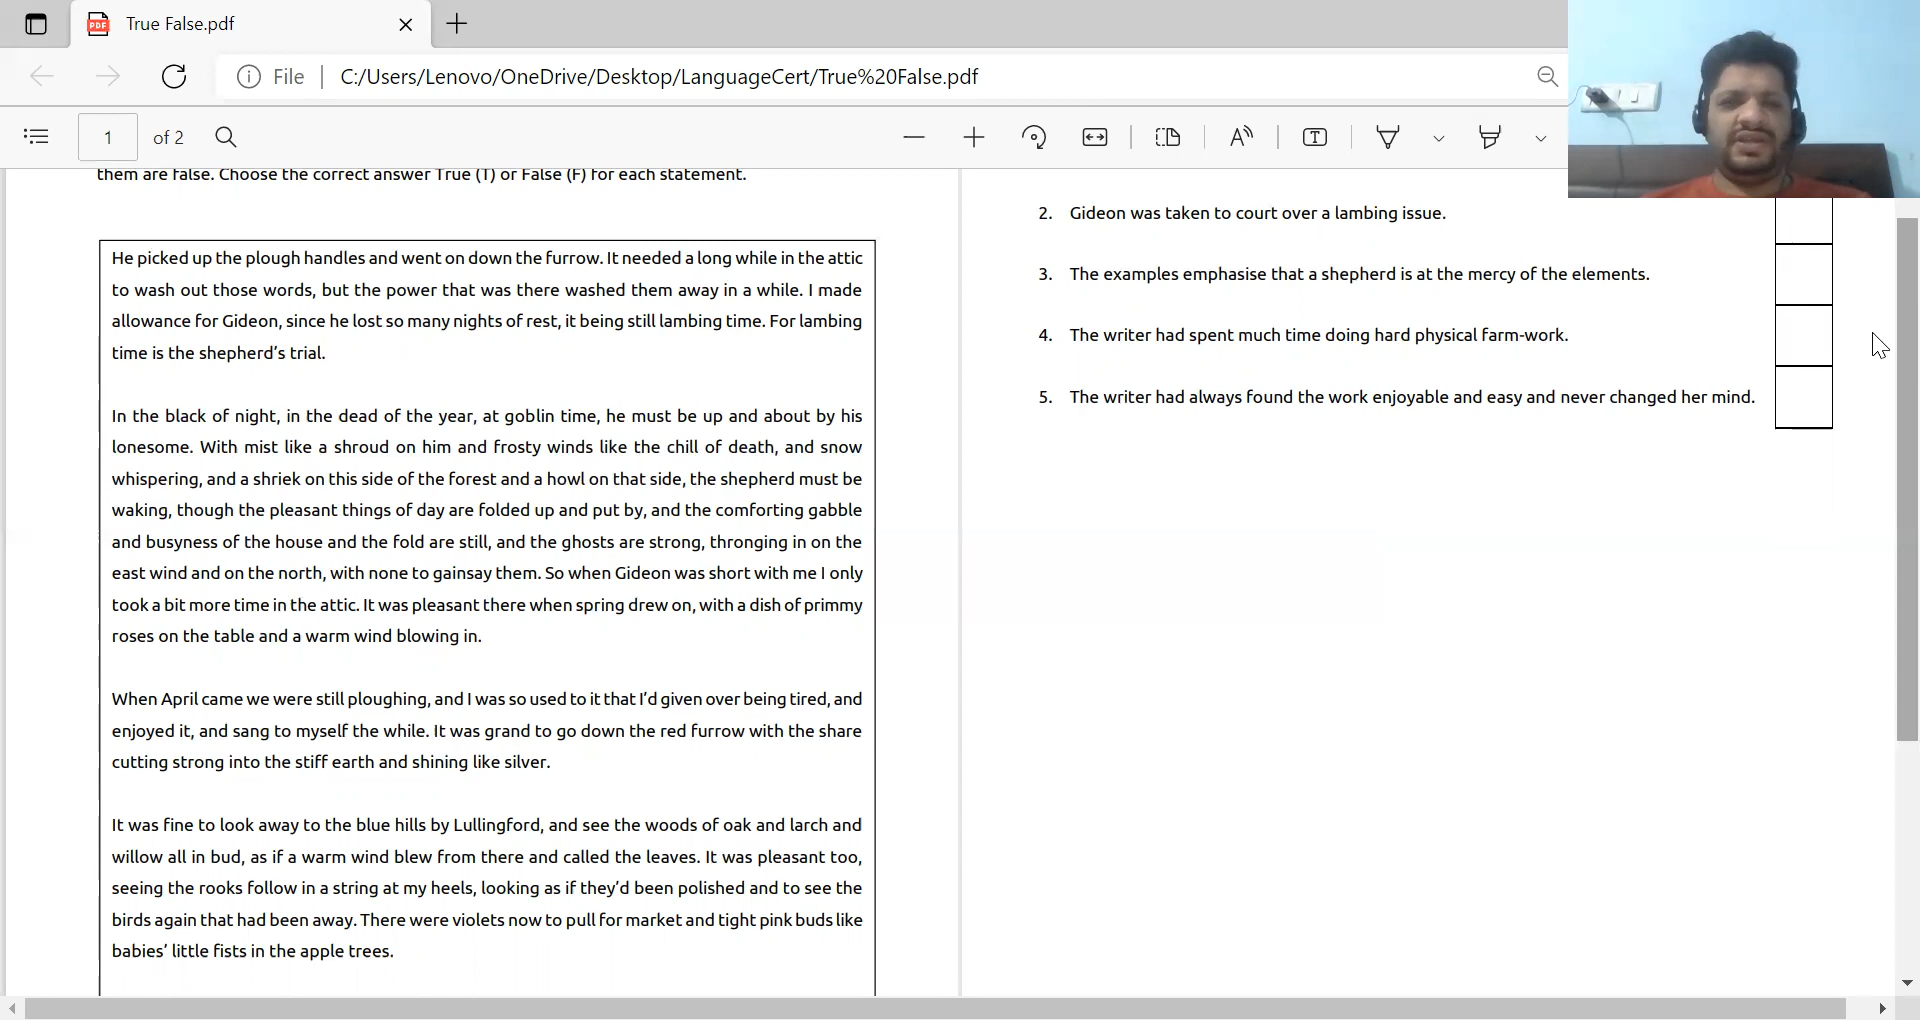 True False.pdf
File
C:/Users/Lenovo/OneDrive/Desktop/LanguageCert/True%20False.pdf
1 of 2
them are false. Choose the correct answer True (T) or False (F) for each statement.
He picked up the plough handles and went on down the furrow. It needed a long while in the attic
to wash out those words, but the power that was there washed them away in a while. I made
allowance for Gideon, since he lost so many nights of rest, it being still lambing time. For lambing
time is the shepherd's trial.
In the black of night, in the dead of the year, at goblin time, he must be up and about by his
lonesome. With mist like a shroud on him and frosty winds like the chill of death, and snow
whispering, and a shriek on this side of the forest and a howl on that side, the shepherd must be
waking, though the pleasant things of day are folded up and put by, and the comforting gabble
and busyness of the house and the fold are still, and the ghosts are strong, thronging in on the
east wind and on the north, with none to gainsay them. So when Gideon was short with me I only
took a bit more time in the attic. It was pleasant there when spring drew on, with a dish of primmy
roses on the table and a warm wind blowing in.
When April came we were still ploughing, and I was so used to it that I'd given over being tired, and
enjoyed it, and sang to myself the while. It was grand to go down the red furrow with the share
cutting strong into the stiff earth and shining like silver.
It was fine to look away to the blue hills by Lullingford, and see the woods of oak and larch and
willow all in bud, as if a warm wind blew from there and called the leaves. It was pleasant too,
seeing the rooks follow in a string at my heels, looking as if they'd been polished and to see the
birds again that had been away. There were violets now to pull for market and tight pink buds like
babies' little fists in the apple trees.
2. Gideon was taken to court over a lambing issue.
3. The examples emphasise that a shepherd is at the mercy of the elements.
4. The writer had spent much time doing hard physical farm-work.
5. The writer had always found the work enjoyable and easy and never changed her mind.